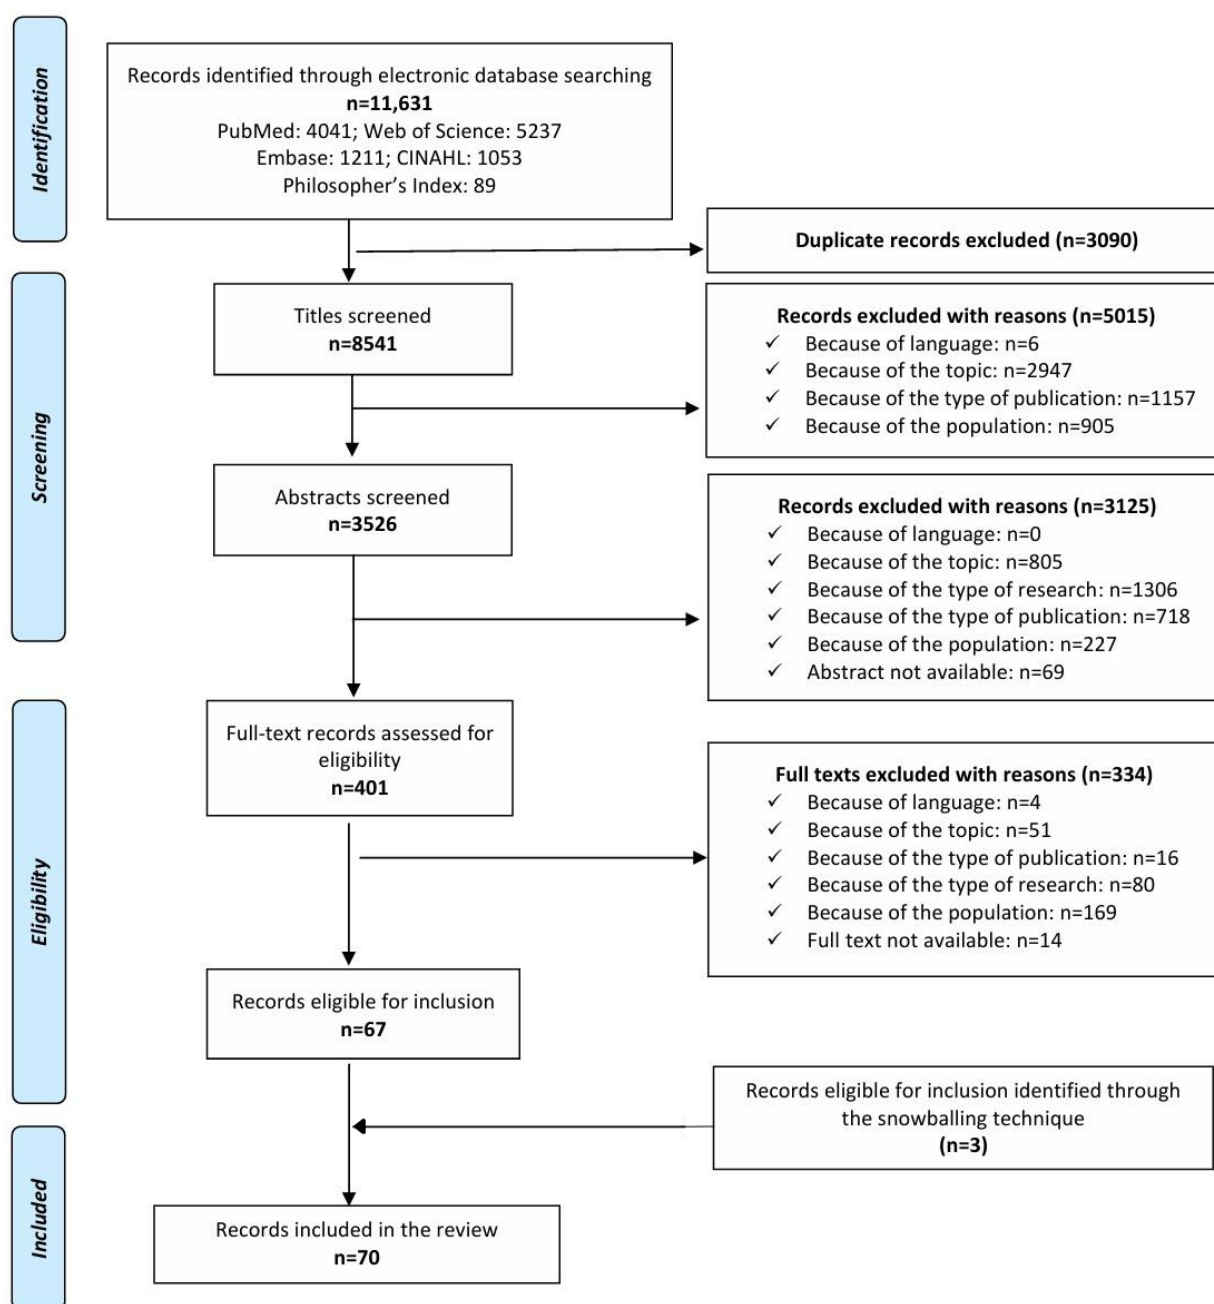 Identification
Records identified through electronic database searching
n=11,631
PubMed: 4041; Web of Science: 5237
Embase: 1211; CINAHL: 1053
Philosopher's Index: 89
Duplicate records excluded (n=3090)
Screening
Titles screened
n=8541
Records excluded with reasons (n=5015)
✓ Because of language: n=6
✓ Because of the topic: n=2947
✓ Because of the type of publication: n=1157
✓ Because of the population: n=905
Abstracts screened
n=3526
Records excluded with reasons (n=3125)
✓ Because of language: n=0
✓ Because of the topic: n=805
✓ Because of the type of research: n=1306
✓ Because of the type of publication: n=718
✓ Because of the population: n=227
✓ Abstract not available: n=69
Eligibility
Full-text records assessed for
eligibility
n=401
Full texts excluded with reasons (n=334)
✓ Because of language: n=4
✓ Because of the topic: n=51
✓ Because of the type of publication: n=16
✓ Because of the type of research: n=80
✓ Because of the population: n=169
✓ Full text not available: n=14
Records eligible for inclusion
n=67
Records eligible for inclusion identified through
the snowballing technique
(n=3)
Included
Records included in the review
n=70